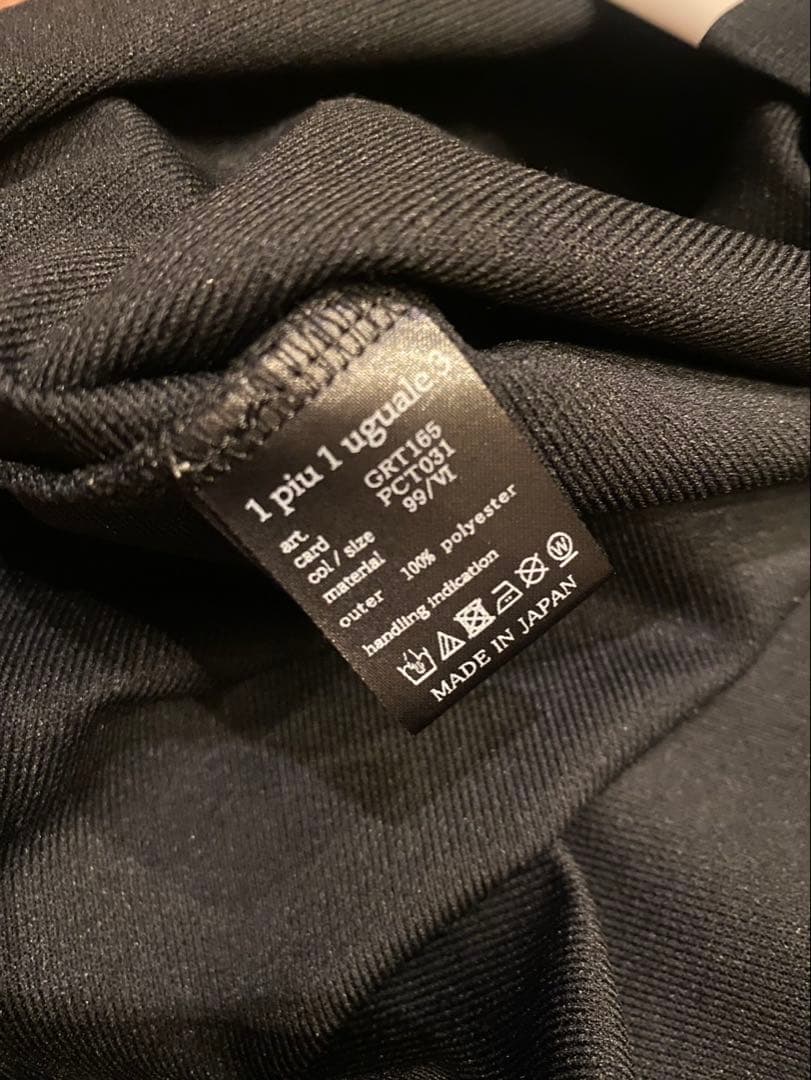 1 piu 1 uguale 3
art. GRT165
card PCT031
col / size 99/VI
material
outer 100% polyester
handling indication
W
MADE IN JAPAN